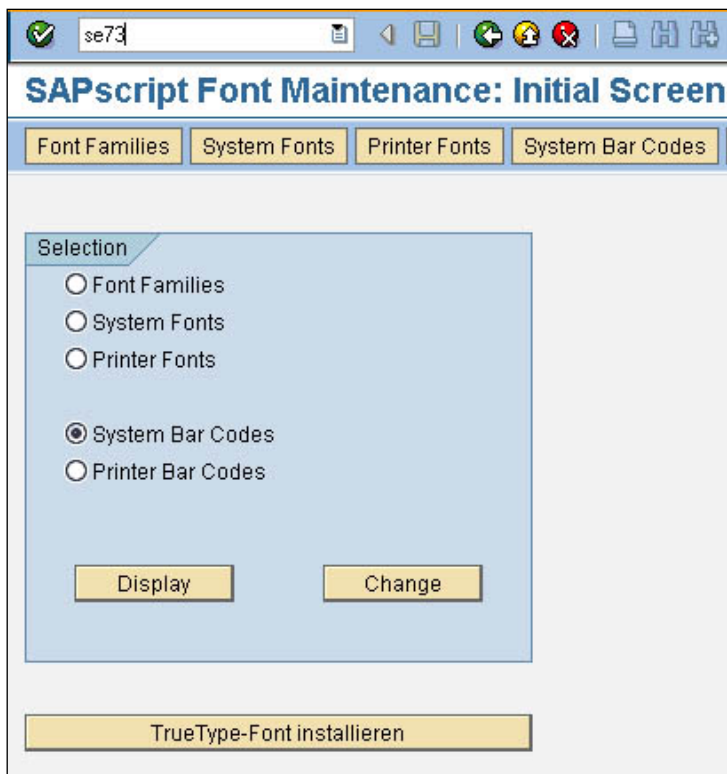 se73
SAPscript Font Maintenance: Initial Screen
Font Families System Fonts Printer Fonts System Bar Codes
Selection
Font Families
System Fonts
Printer Fonts
System Bar Codes
Printer Bar Codes
Display Change
TrueType-Font installieren